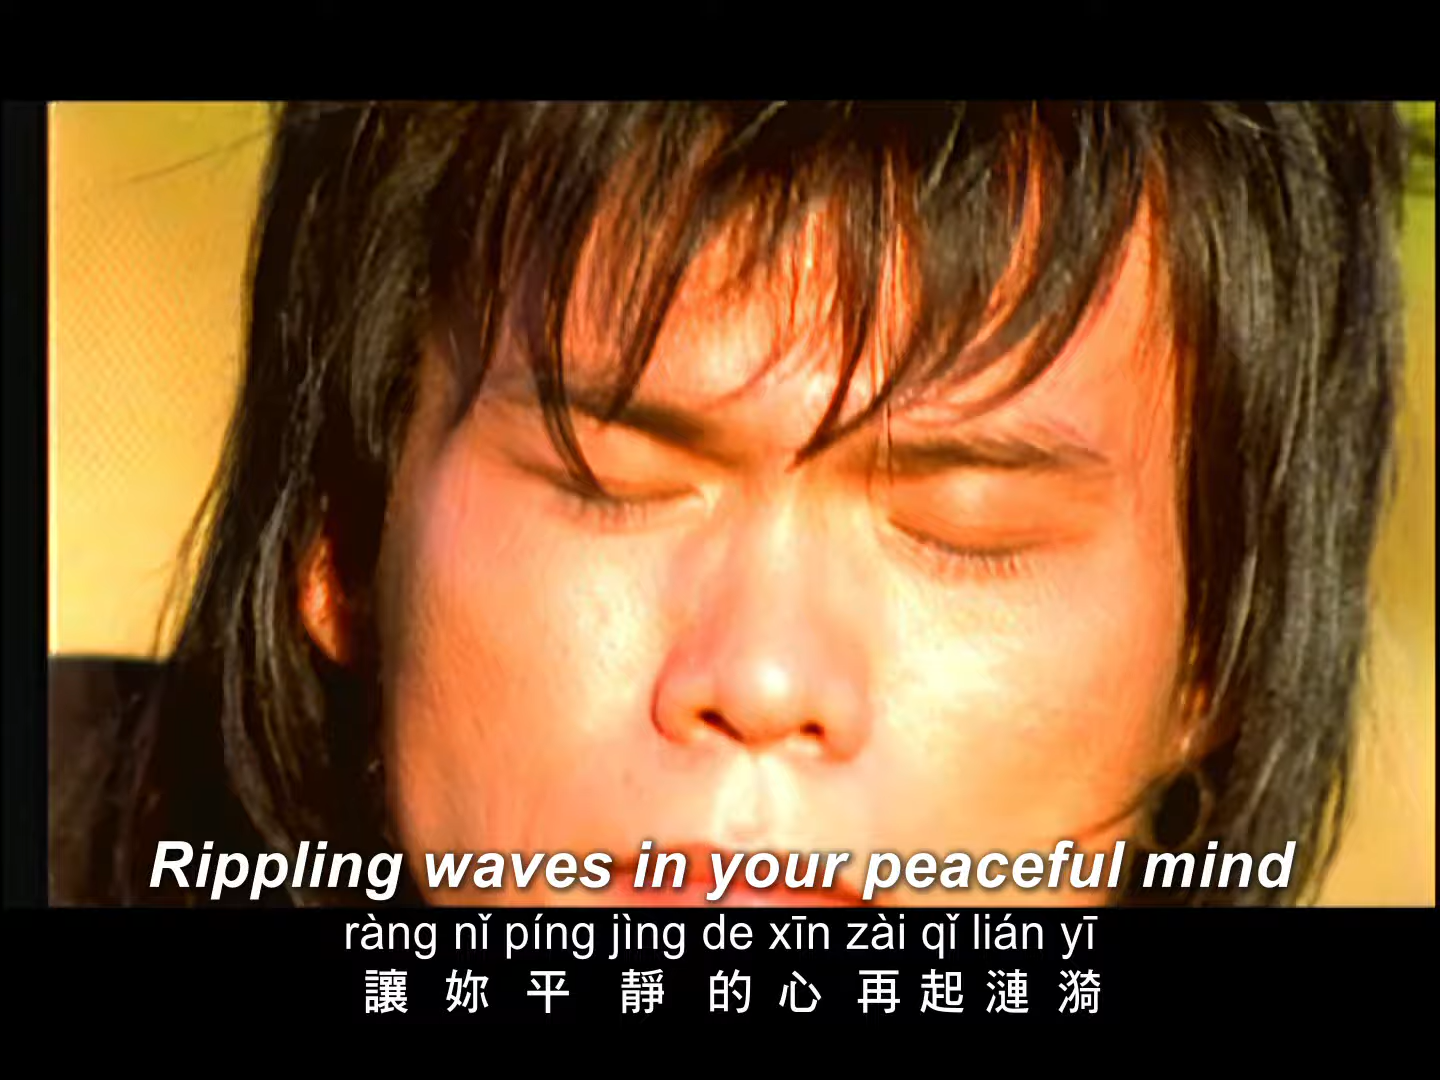 Rippling waves in your peaceful mind
ràng nǐ píng jìng de xīn zài qǐ lián yī
讓妳平靜的心再起漣漪